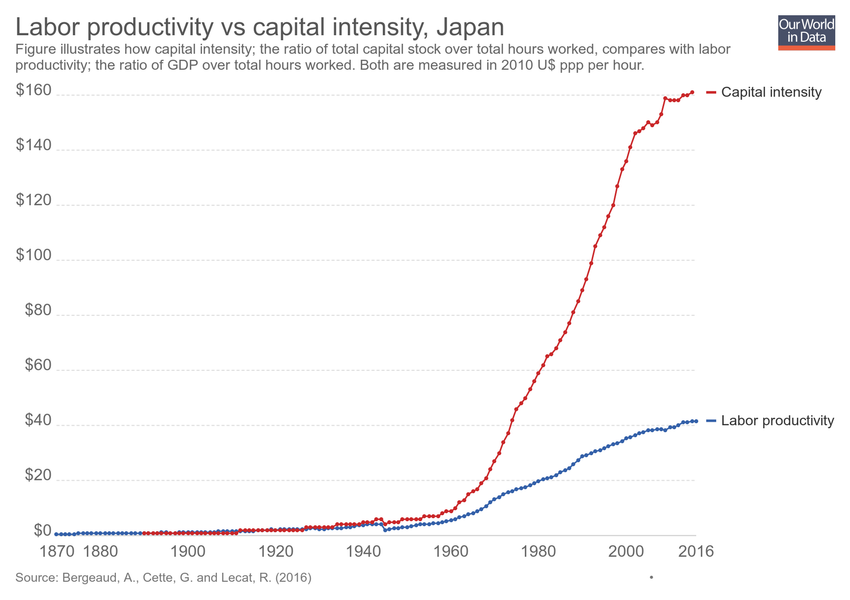 Labor productivity vs capital intensity, Japan
Our World
in Data
Figure illustrates how capital intensity; the ratio of total capital stock over total hours worked, compares with labor
productivity; the ratio of GDP over total hours worked. Both are measured in 2010 U$ ppp per hour.
$160
Capital intensity
$140
$120
$100
$80
$60
$40
Labor productivity
$20
$0
1870 1880 1900 1920 1940 1960 1980 2000 2016
Source: Bergeaud, A., Cette, G. and Lecat, R. (2016)